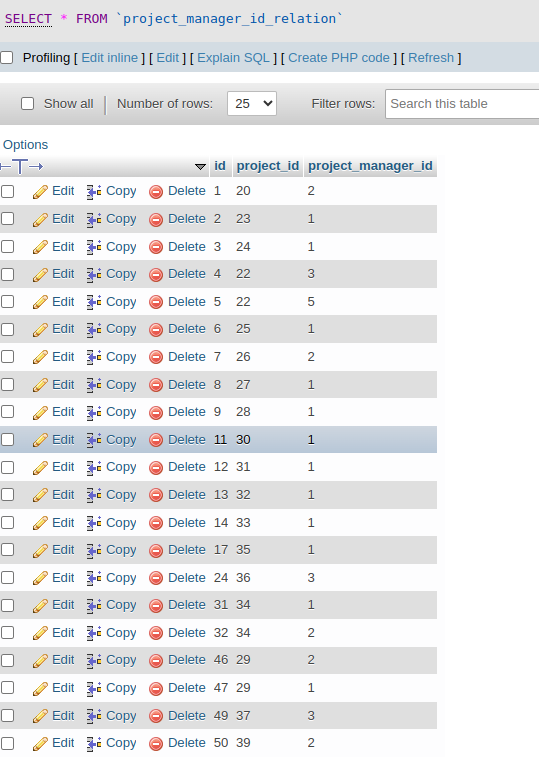 SELECT * FROM `project_manager_id_relation`
Profiling [ Edit inline ] [ Edit ] [ Explain SQL ] [ Create PHP code ] [ Refresh ]
Show all Number of rows: 25 Filter rows: Search this table
Options
id project_id project_manager_id
Edit Copy Delete 1 20 2
Edit Copy Delete 2 23 1
Edit Copy Delete 3 24 1
Edit Copy Delete 4 22 3
Edit Copy Delete 5 22 5
Edit Copy Delete 6 25 1
Edit Copy Delete 7 26 2
Edit Copy Delete 8 27 1
Edit Copy Delete 9 28 1
Edit Copy Delete 11 30 1
Edit Copy Delete 12 31 1
Edit Copy Delete 13 32 1
Edit Copy Delete 14 33 1
Edit Copy Delete 17 35 1
Edit Copy Delete 24 36 3
Edit Copy Delete 31 34 1
Edit Copy Delete 32 34 2
Edit Copy Delete 46 29 2
Edit Copy Delete 47 29 1
Edit Copy Delete 49 37 3
Edit Copy Delete 50 39 2